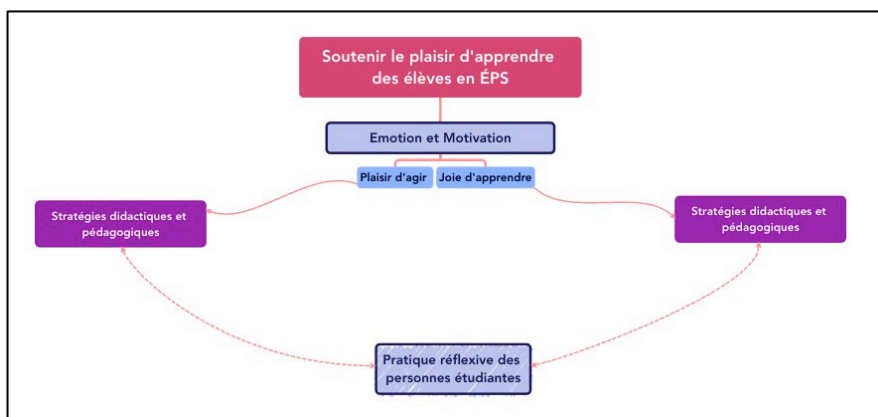 Soutenir le plaisir d'apprendre
des élèves en ÉPS
Emotion et Motivation
Plaisir d'agir
Joie d'apprendre
Stratégies didactiques et
pédagogiques
Stratégies didactiques et
pédagogiques
Pratique réflexive des
personnes étudiantes